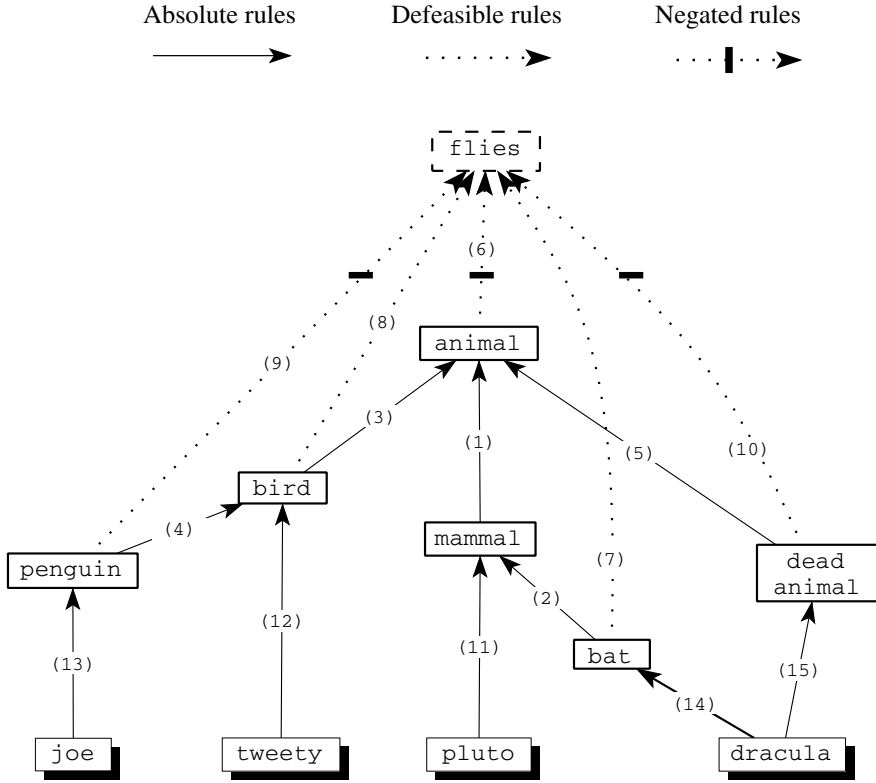 Absolute rules Defeasible rules Negated rules
flies
(6)
(8)
animal
(9)
(3)
(1)
(5)
(10)
bird
(4)
mammal
penguin
dead
animal
(7)
(2)
(12)
(11)
bat
(13)
(15)
(14)
joe tweety pluto dracula